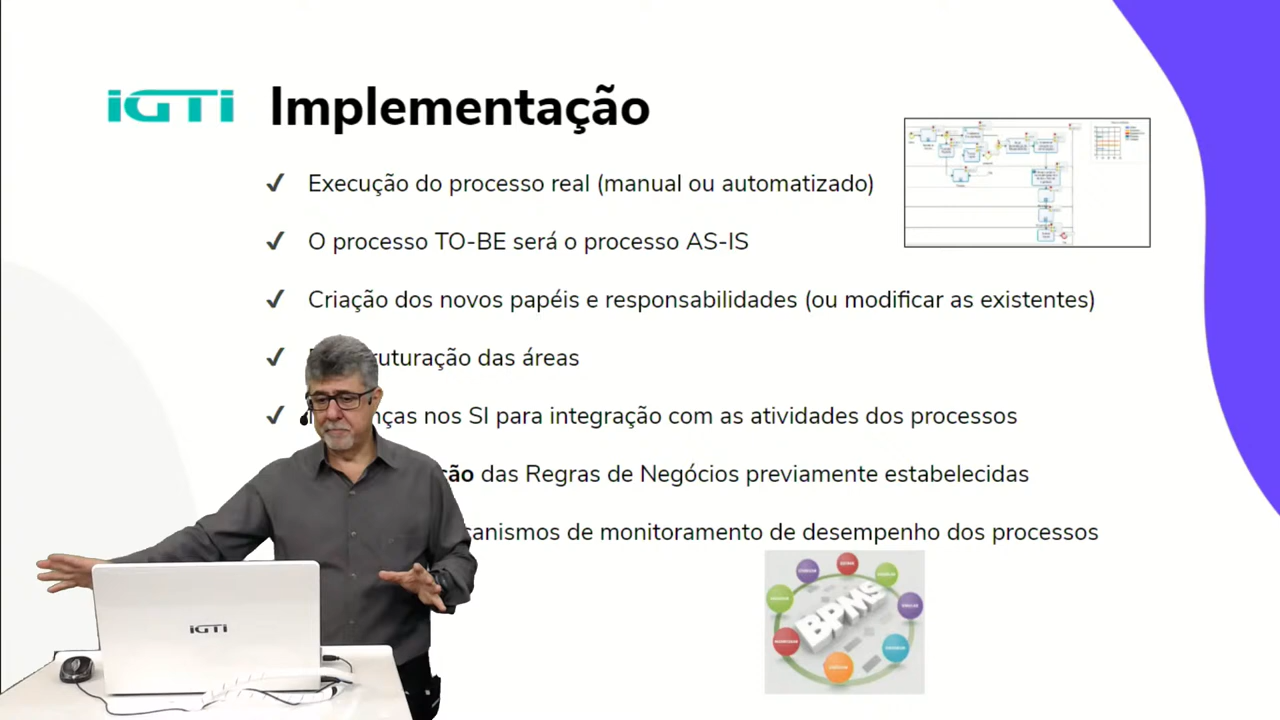 iGTi Implementação
✓ Execução do processo real (manual ou automatizado)
✓ O processo TO-BE será o processo AS-IS
✓ Criação dos novos papéis e responsabilidades (ou modificar as existentes)
✓ das áreas
✓ nos SI para integração com as atividades dos processos
das Regras de Negócios previamente estabelecidas
de monitoramento de desempenho dos processos
BPMS
iGTi